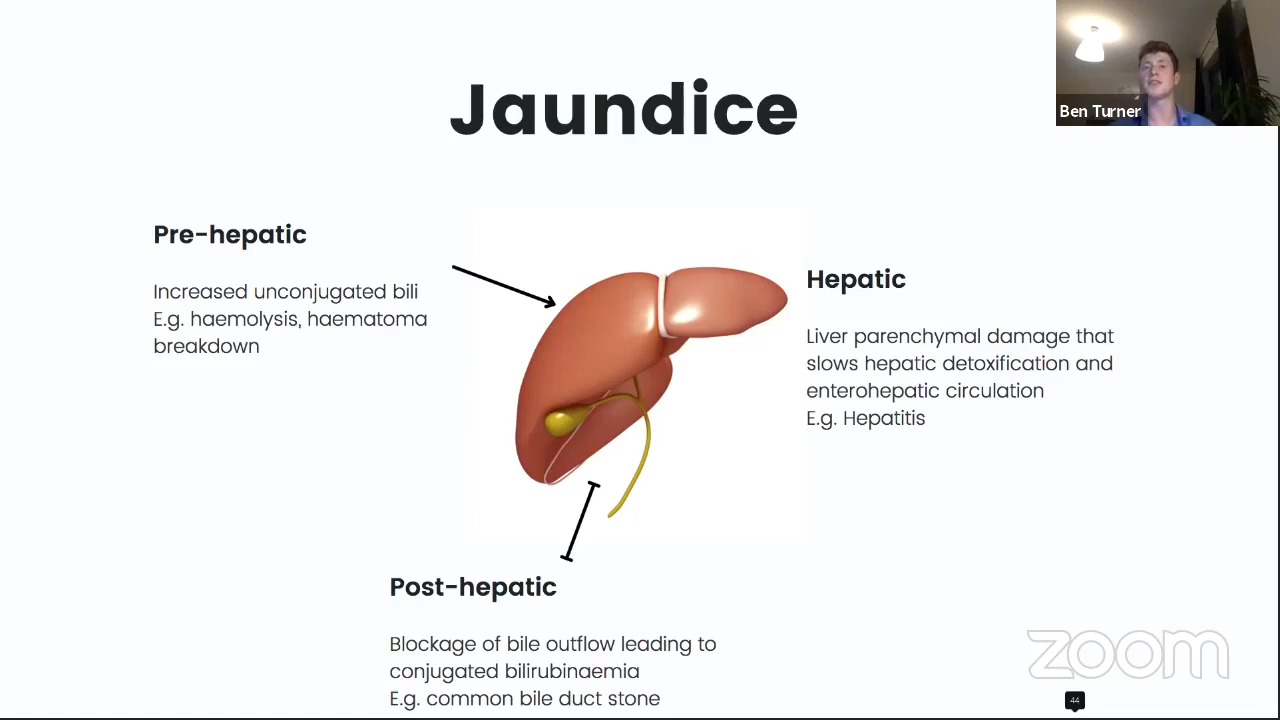 Jaundice
Ben Turner
Pre-hepatic
Increased unconjugated bili
E.g. haemolysis, haematoma
breakdown
Hepatic
Liver parenchymal damage that
slows hepatic detoxification and
enterohepatic circulation
E.g. Hepatitis
Post-hepatic
Blockage of bile outflow leading to
conjugated bilirubinaemia
E.g. common bile duct stone
zoom
44